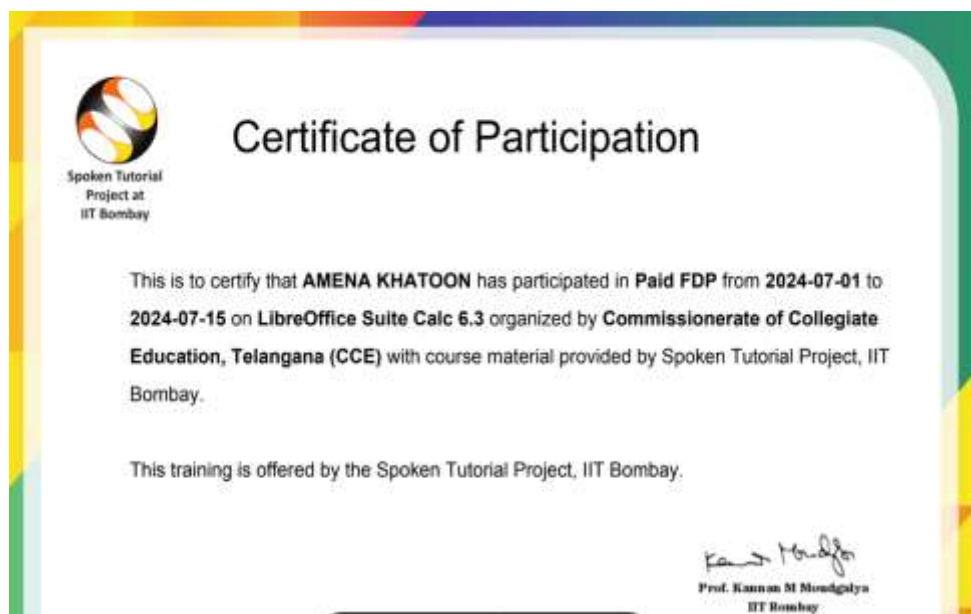 Certificate of Participation
Spoken Tutorial
Project at
IIT Bombay
This is to certify that AMENA KHATOON has participated in Paid FDP from 2024-07-01 to
2024-07-15 on LibreOffice Suite Calc 6.3 organized by Commissionerate of Collegiate
Education, Telangana (CCE) with course material provided by Spoken Tutorial Project, IIT
Bombay.
This training is offered by the Spoken Tutorial Project, IIT Bombay.
Prof. Kannan M Moudgalya
IIT Bombay